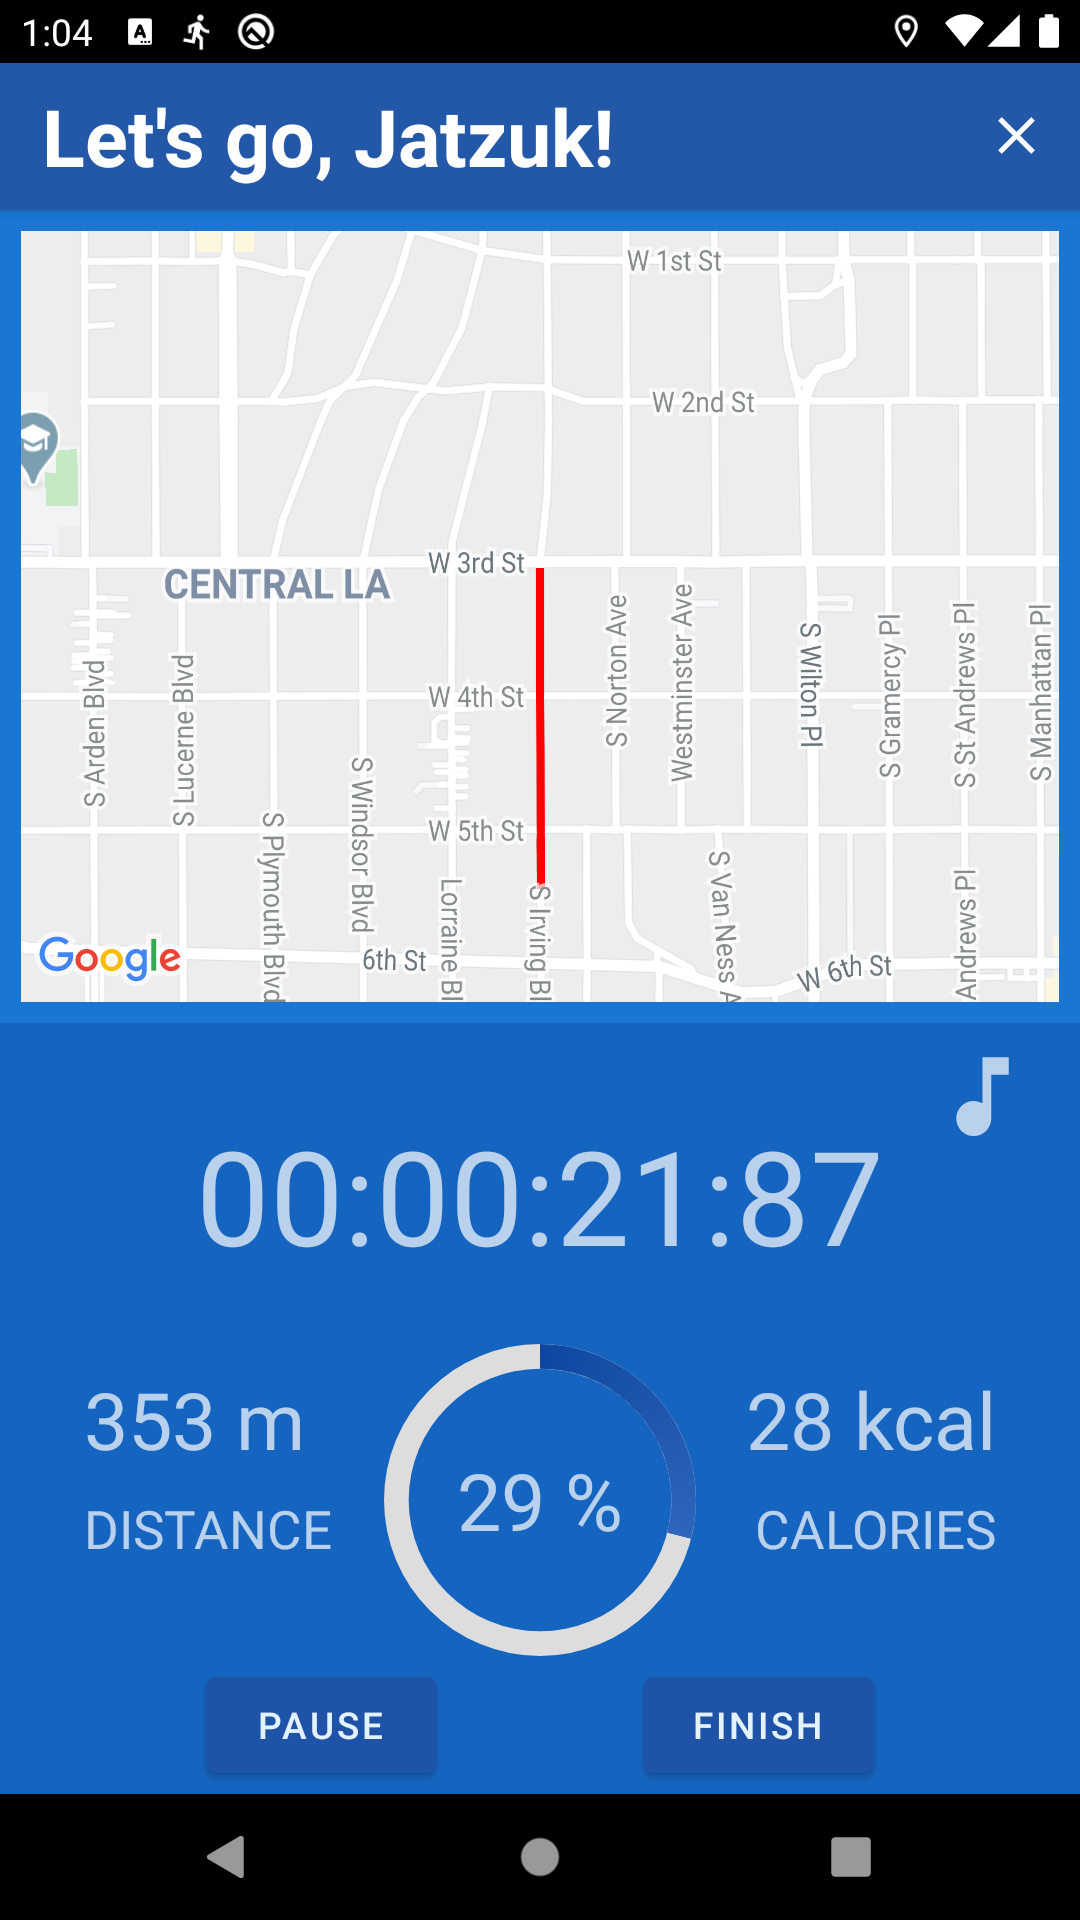 1:04
A
Let's go, Jatzuk!
W 1st St
W 2nd St
W 3rd St
CENTRAL LA
W 4th St
W 5th St
S Arden Blvd
S Lucerne Blvd
S Plymouth Blvd
S Windsor Blvd
Lorraine Bl
S Irving Bl
S Norton Ave
Westminster Ave
S Van Ness A
S Wilton Pl
S Gramercy Pl
S St Andrews Pl
Andrews Pl
S Manhattan Pl
Google
6th St
W 6th St
00:00:21:87
353 m
DISTANCE
29 %
28 kcal
CALORIES
PAUSE
FINISH